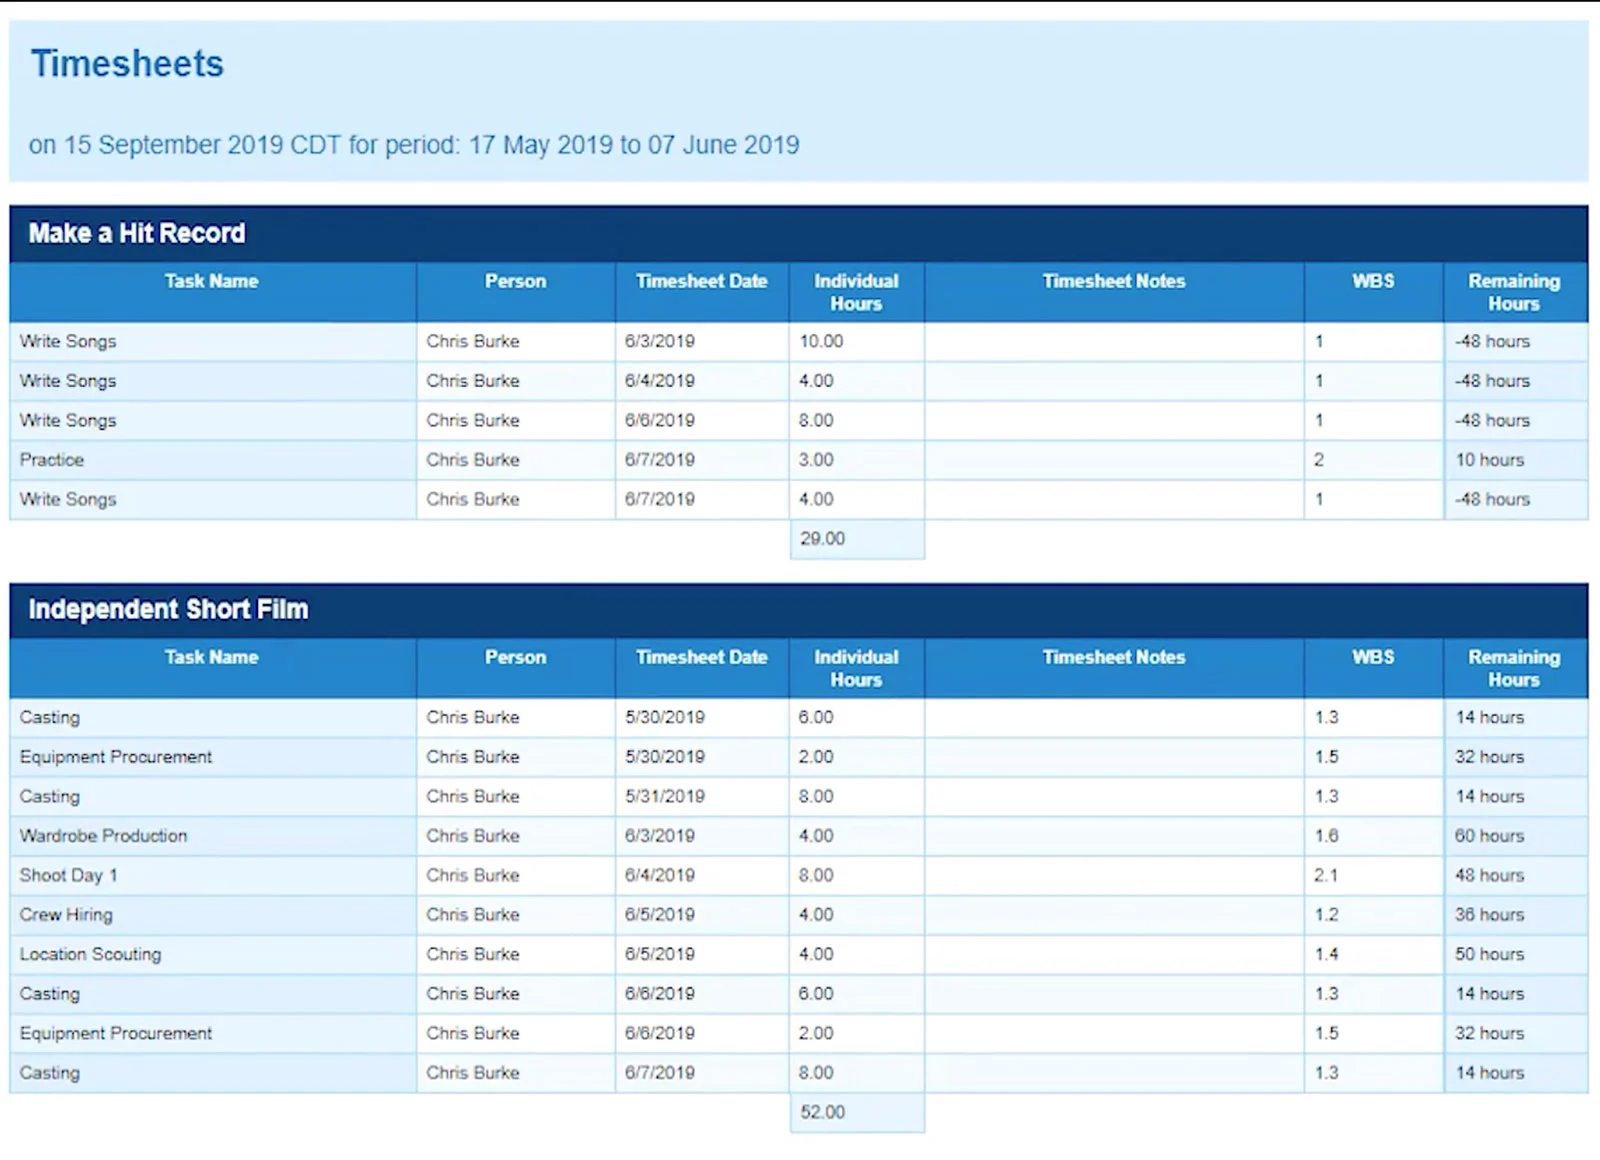 Timesheets
on 15 September 2019 CDT for period: 17 May 2019 to 07 June 2019
Make a Hit Record
Task Name Person Timesheet Date Individual Hours Timesheet Notes WBS Remaining Hours
Write Songs Chris Burke 6/3/2019 10.00 1 -48 hours
Write Songs Chris Burke 6/4/2019 4.00 1 -48 hours
Write Songs Chris Burke 6/6/2019 8.00 1 -48 hours
Practice Chris Burke 6/7/2019 3.00 2 10 hours
Write Songs Chris Burke 6/7/2019 4.00 1 -48 hours
29.00
Independent Short Film
Task Name Person Timesheet Date Individual Hours Timesheet Notes WBS Remaining Hours
Casting Chris Burke 5/30/2019 6.00 1.3 14 hours
Equipment Procurement Chris Burke 5/30/2019 2.00 1.5 32 hours
Casting Chris Burke 5/31/2019 8.00 1.3 14 hours
Wardrobe Production Chris Burke 6/3/2019 4.00 1.6 60 hours
Shoot Day 1 Chris Burke 6/4/2019 8.00 2.1 48 hours
Crew Hiring Chris Burke 6/5/2019 4.00 1.2 36 hours
Location Scouting Chris Burke 6/5/2019 4.00 1.4 50 hours
Casting Chris Burke 6/6/2019 6.00 1.3 14 hours
Equipment Procurement Chris Burke 6/6/2019 2.00 1.5 32 hours
Casting Chris Burke 6/7/2019 8.00 1.3 14 hours
52.00